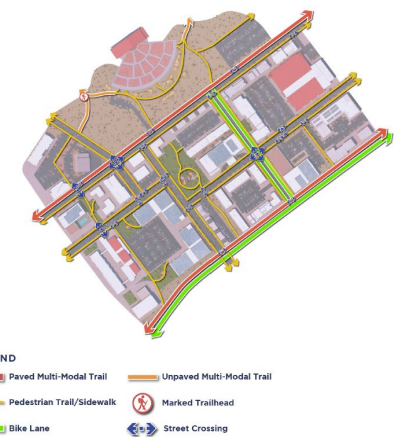 ND
Paved Multi-Modal Trail
Unpaved Multi-Modal Trail
Pedestrian Trail/Sidewalk
Marked Trailhead
Bike Lane
Street Crossing